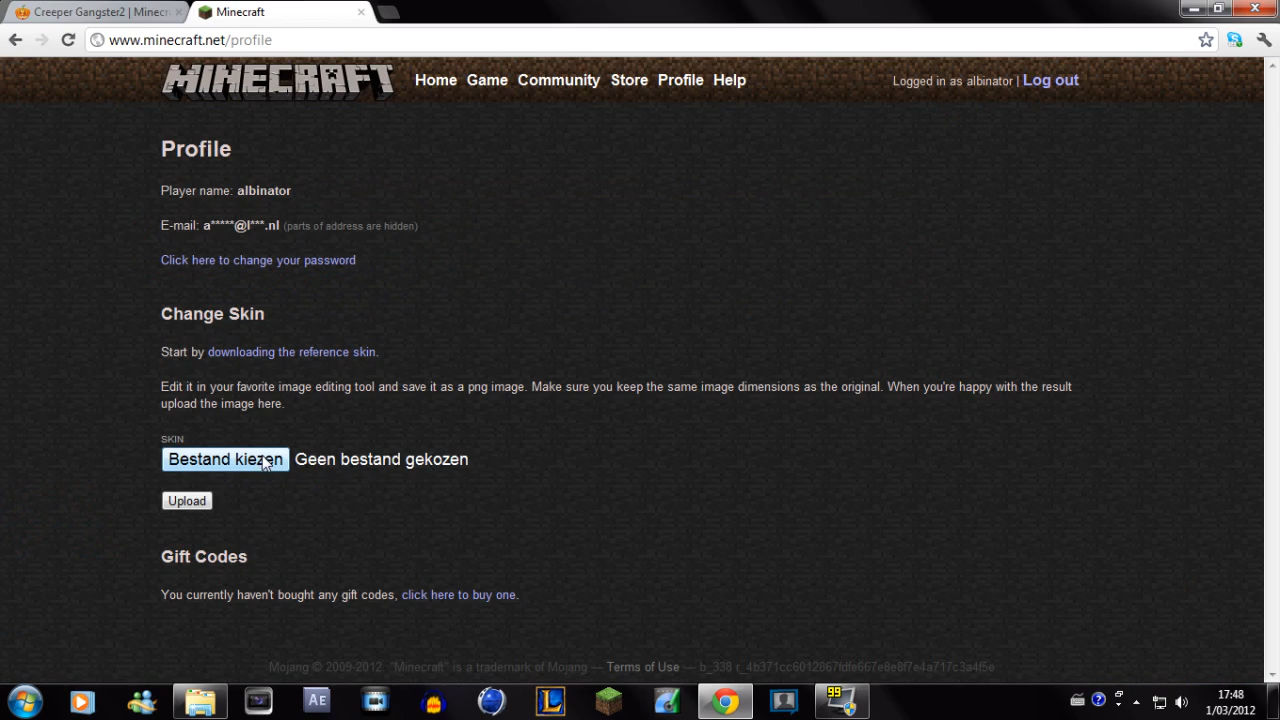 Creeper Gangster2 | Minecr
Minecraft
www.minecraft.net/profile
MINECRAFT
Home Game Community Store Profile Help
Logged in as albinator | Log out
Profile
Player name: albinator
E-mail: a*****@l***.nl (parts of address are hidden)
Click here to change your password
Change Skin
Start by downloading the reference skin.
Edit it in your favorite image editing tool and save it as a png image. Make sure you keep the same image dimensions as the original. When you're happy with the result
upload the image here.
SKIN
Bestand kiezen Geen bestand gekozen
Upload
Gift Codes
You currently haven't bought any gift codes, click here to buy one.
Mojang © 2009-2012. "Minecraft" is a trademark of Mojang — Terms of Use — b_338 r_4b371cc6012867fdfe667e8e8f7e4a717c3a4f5e
AE
L
99
17:48
1/03/2012